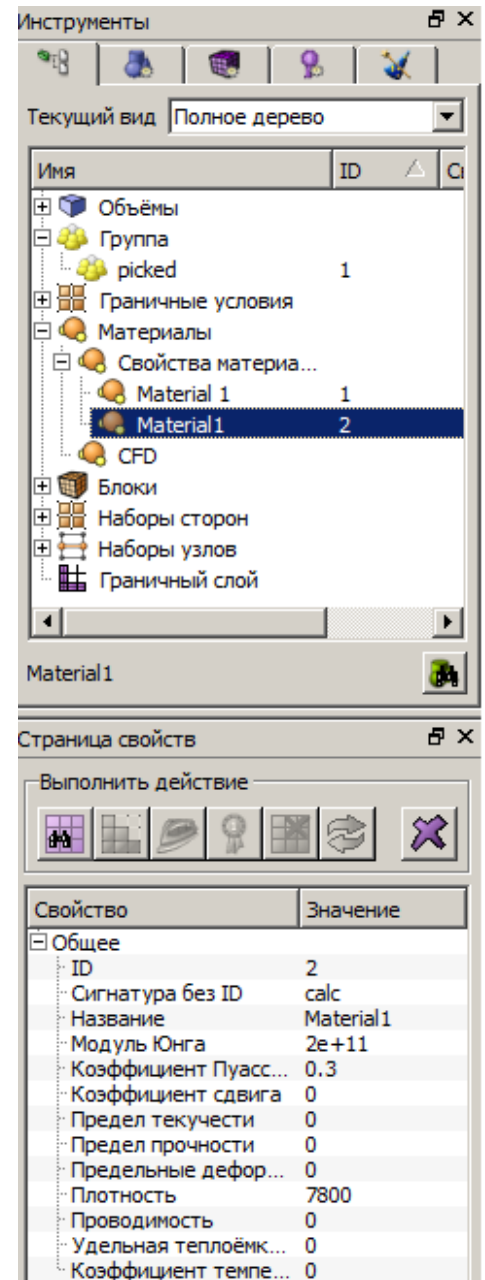 Инструменты
Текущий вид Полное дерево
Имя ID
Объёмы
Группа
picked 1
Граничные условия
Материалы
Свойства материа...
Material 1 1
Material1 2
CFD
Блоки
Наборы сторон
Наборы узлов
Граничный слой
Material1
Страница свойств
Выполнить действие
Свойство Значение
Общее
ID 2
Сигнатура без ID calc
Название Material1
Модуль Юнга 2e+11
Коэффициент Пуасс... 0.3
Коэффициент сдвига 0
Предел текучести 0
Предел прочности 0
Предельные дефор... 0
Плотность 7800
Проводимость 0
Удельная теплоёмк... 0
Коэффициент темпе... 0